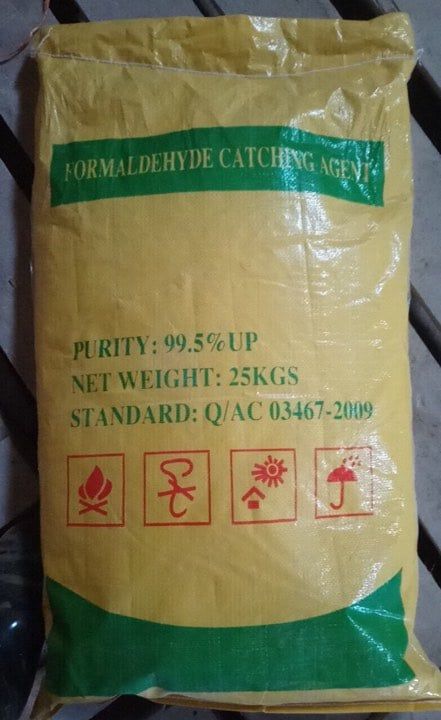 FORMALDEHYDE CATCHING AGENT
PURITY: 99.5%UP
NET WEIGHT: 25KGS
STANDARD: Q/AC 03467-2009